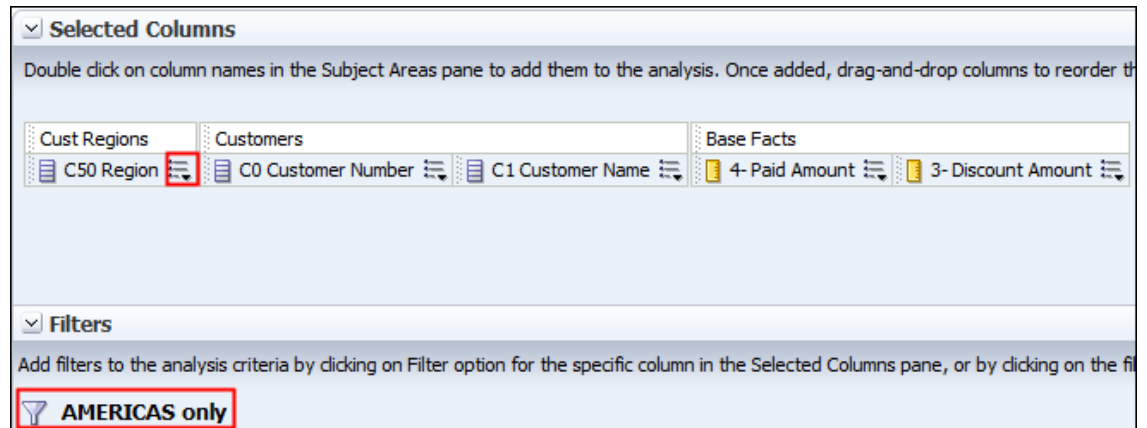 Selected Columns
Double click on column names in the Subject Areas pane to add them to the analysis. Once added, drag-and-drop columns to reorder
Cust Regions Customers Base Facts
C50 Region C0 Customer Number C1 Customer Name 4- Paid Amount 3- Discount Amount
Filters
Add filters to the analysis criteria by clicking on Filter option for the specific column in the Selected Columns pane, or by clicking on the
AMERICAS only